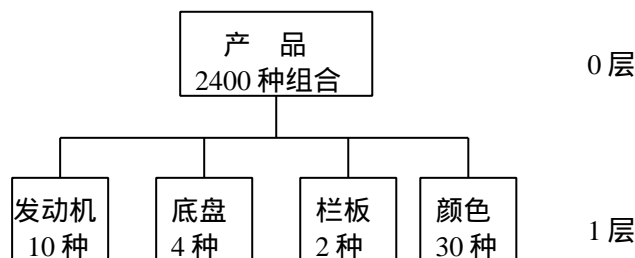 产 品
2400 种组合
0 层
发动机
10 种
底盘
4 种
栏板
2 种
颜色
30 种
1 层